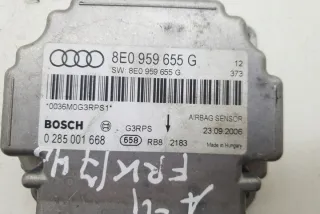 8E0 959 655 G 12
SW 8E0 959 655 G 373
*0036M0G3RPS1*
AIRBAG SENSOR
BOSCH G3RPS 23.09.2006
0 285 001 668 658 RB8 2183 Made in Hungary
A4